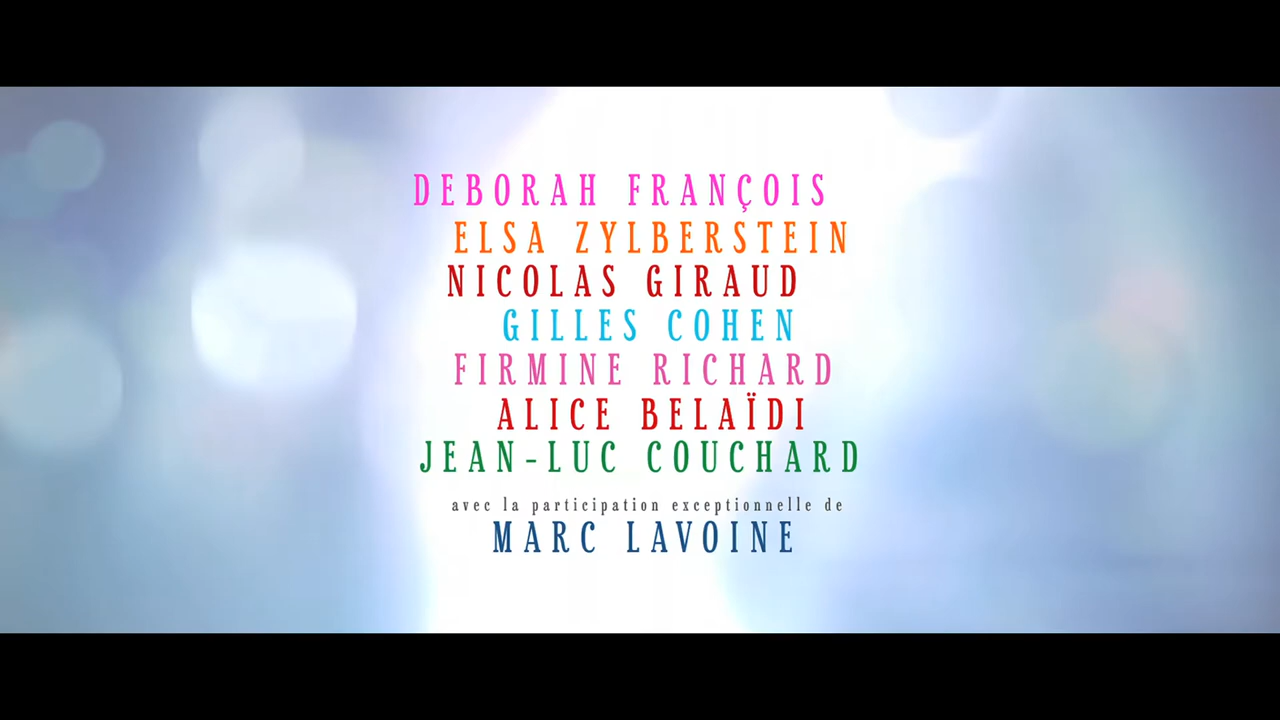 DEBORAH FRANÇOIS
ELSA ZYLBERSTEIN
NICOLAS GIRAUD
GILLES COHEN
FIRMINE RICHARD
ALICE BELAÏDI
JEAN-LUC COUCHARD
avec la participation exceptionnelle de
MARC LAVOINE